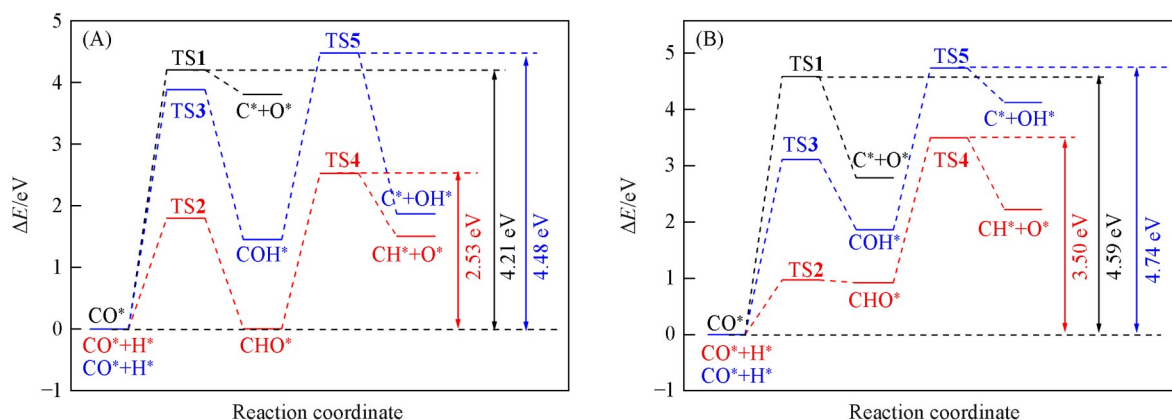 (A)
ΔE/eV
5
4
3
2
1
0
−1
TS1
TS3
C*+O*
TS2
COH*
TS5
TS4
C*+OH*
CH*+O*
CO*
CO*+H*
CO*+H*
CHO*
2.53 eV
4.21 eV
4.48 eV
Reaction coordinate
(B)
ΔE/eV
5
4
3
2
1
0
−1
TS1
TS3
C*+O*
COH*
TS2
CHO*
TS5
C*+OH*
TS4
CH*+O*
CO*
CO*+H*
CO*+H*
3.50 eV
4.59 eV
4.74 eV
Reaction coordinate